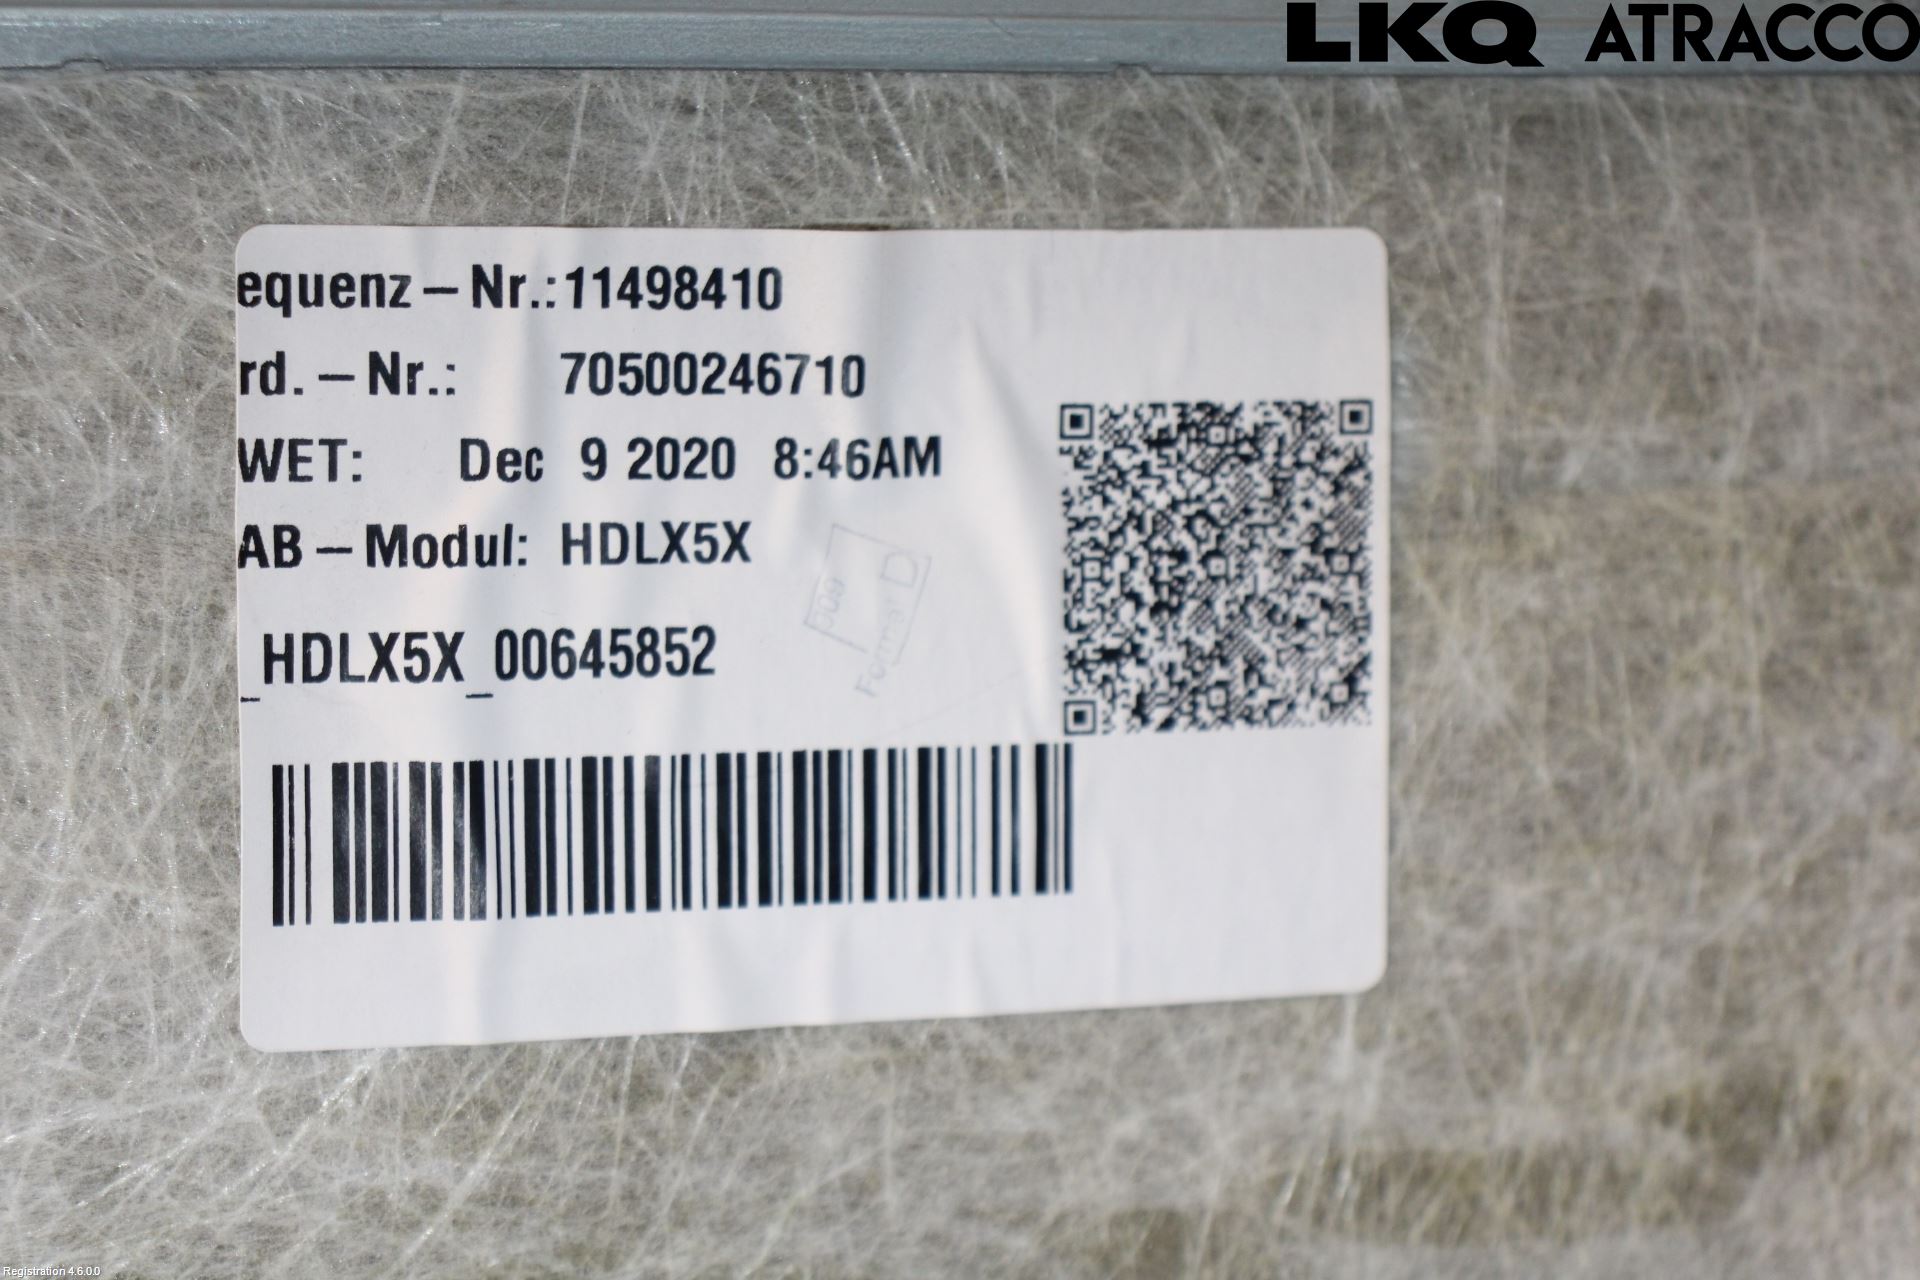 LKQ ATRACCO
equenz – Nr.: 11498410
rd. – Nr.: 70500246710
WET: Dec 9 2020 8:46AM
AB – Modul: HDLX5X
_HDLX5X_00645852
Format D
Registration 4.6.0.0